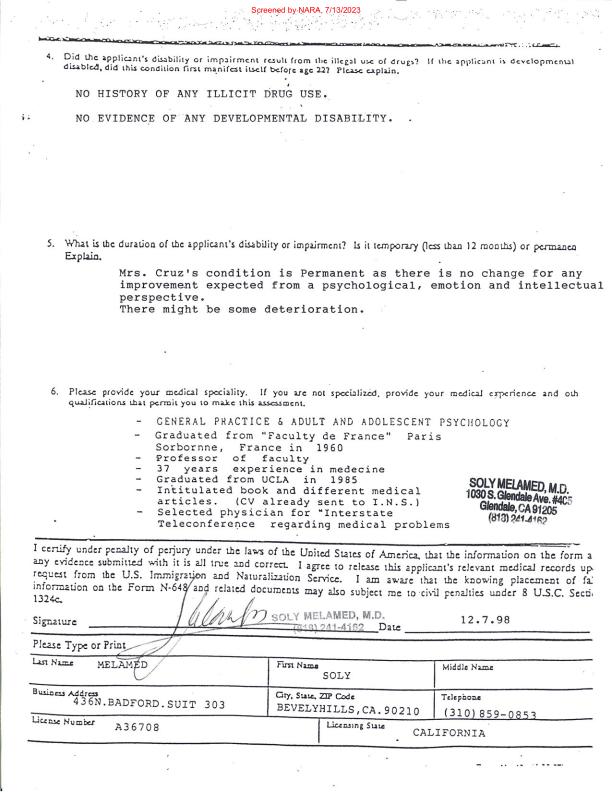 Screened by NARA, 7/13/2023
4. Did the applicant's disability or impairment result from the illegal use of drugs? If the applicant is developmental
disabled, did this condition first manifest itself before age 22? Please explain.
NO HISTORY OF ANY ILLICIT DRUG USE.
NO EVIDENCE OF ANY DEVELOPMENTAL DISABILITY.
5. What is the duration of the applicant's disability or impairment? Is it temporary (less than 12 months) or permanen
Explain.
Mrs. Cruz's condition is Permanent as there is no change for any
improvement expected from a psychological, emotion and intellectual
perspective.
There might be some deterioration.
6. Please provide your medical speciality. If you are not specialized, provide your medical experience and oth
qualifications that permit you to make this assessment.
- GENERAL PRACTICE & ADULT AND ADOLESCENT PSYCHOLOGY
- Graduated from "Faculty de France" Paris
Sorbornne, France in 1960
- Professor of faculty
- 37 years experience in medecine
- Graduated from UCLA in 1985
- Intitulated book and different medical
articles. (CV already sent to I.N.S.)
- Selected physician for "Interstate
Teleconference regarding medical problems
SOLY MELAMED, M.D.
1030 S. Glendale Ave. #405
Glendale, CA 91205
(818) 241-4162
I certify under penalty of perjury under the laws of the United States of America, that the information on the form a
any evidence submitted with it is all true and correct. I agree to release this applicant's relevant medical records up
request from the U.S. Immigration and Naturalization Service. I am aware that the knowing placement of fal
information on the Form N-648 and related documents may also subject me to civil penalties under 8 U.S.C. Secti
1324c.
Signature SOLY MELAMED, M.D. (818) 241-4162 Date 12.7.98
Please Type or Print
Last Name MELAMED First Name SOLY Middle Name
Business Address 436N.BADFORD.SUIT 303 City, State, ZIP Code BEVELYHILLS,CA.90210 Telephone (310)859-0853
License Number A36708 Licensing State CALIFORNIA